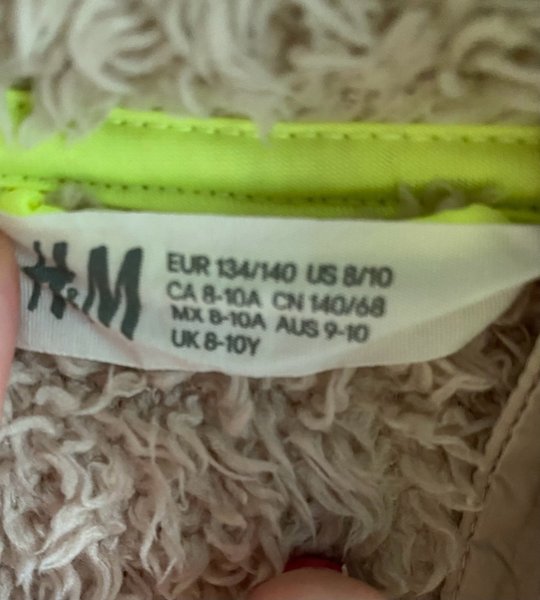 H&M
EUR 134/140 US 8/10
CA 8-10A CN 140/68
MX 8-10A AUS 9-10
UK 8-10Y